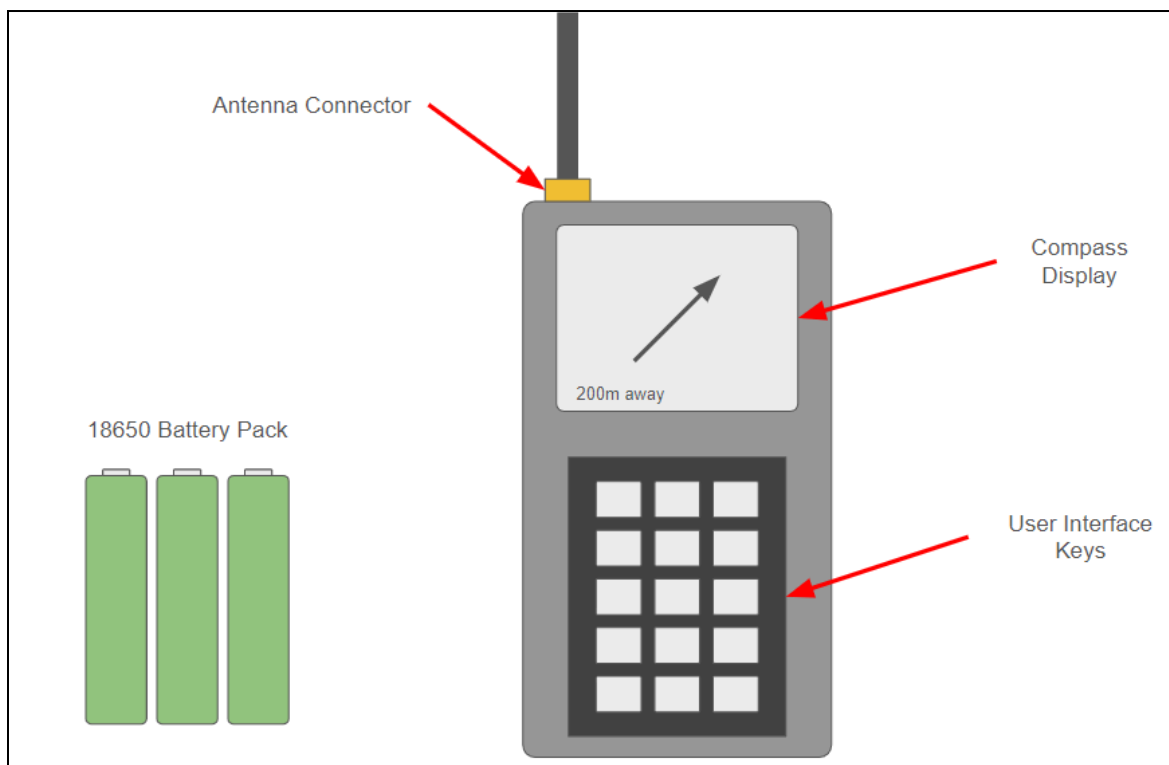 Antenna Connector
Compass
Display
200m away
18650 Battery Pack
User Interface
Keys